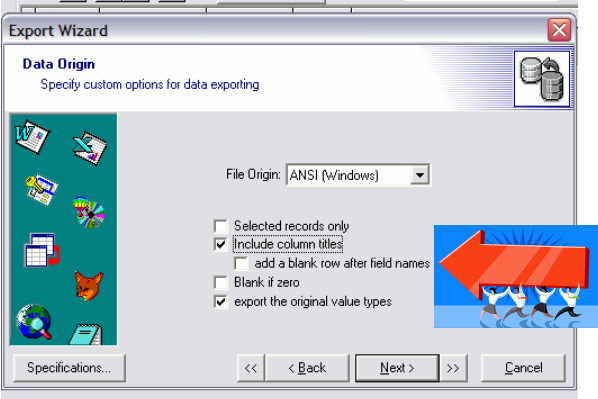 Export Wizard
Data Origin
Specify custom options for data exporting
File Origin: ANSI (Windows)
Selected records only
Include column titles
add a blank row after field names
Blank if zero
export the original value types
Specifications... << < Back Next > >> Cancel